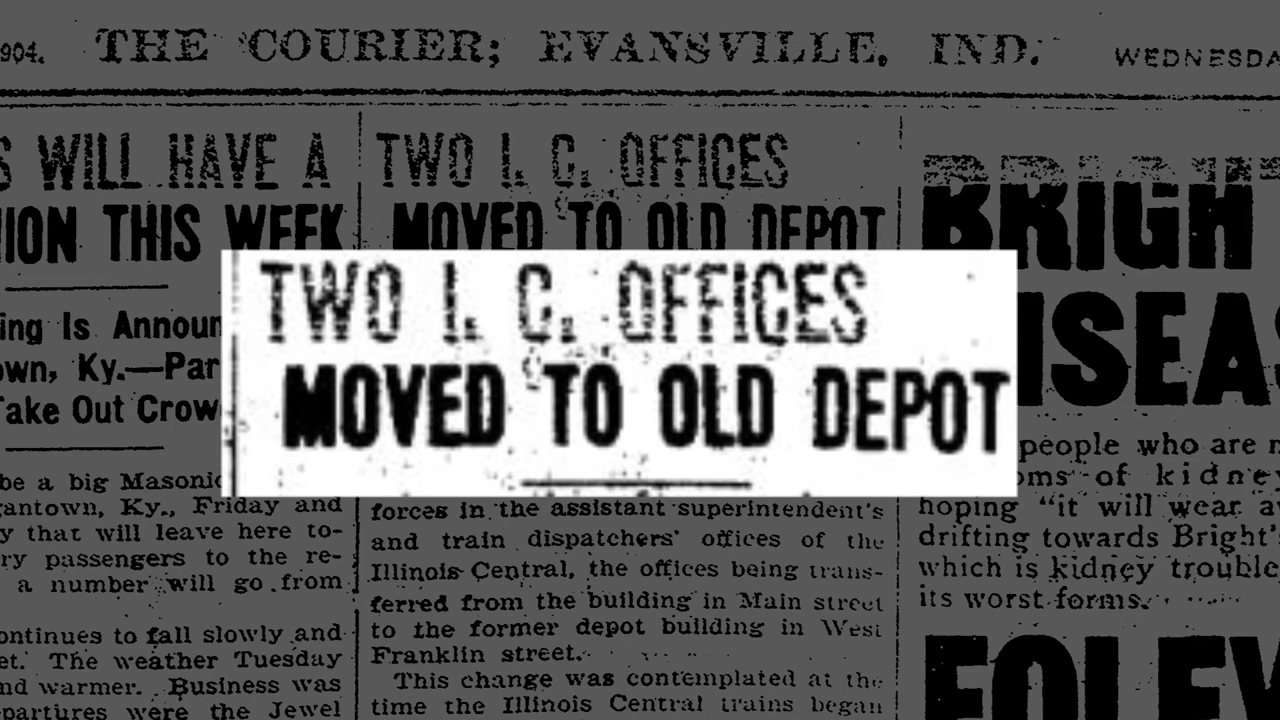 904. THE COURIER; EVANSVILLE, IND. WEDNESDA
S WILL HAVE A
ION THIS WEEK
ing Is Announ
own, Ky.—Par
Take Out Crow
be a big Masonic
gantown, Ky., Friday and
y that will leave here to-
ry passengers to the re-
a number will go from
ontinues to fall slowly and
et. The weather Tuesday
nd warmer. Business was
partures were the Jewel
TWO I. C. OFFICES
MOVED TO OLD DEPOT
TWO I. C. OFFICES
MOVED TO OLD DEPOT
forces in the assistant superintendent's
and train dispatchers' offices of the
Illinois Central, the offices being trans-
ferred from the building in Main street
to the former depot building in West
Franklin street.
This change was contemplated at the
time the Illinois Central trains began
BRIGHT
ISEAS
people who are n
oms of kidne
hoping "it will wear aw
drifting towards Bright's
which is kidney trouble
its worst forms.
FOLEY